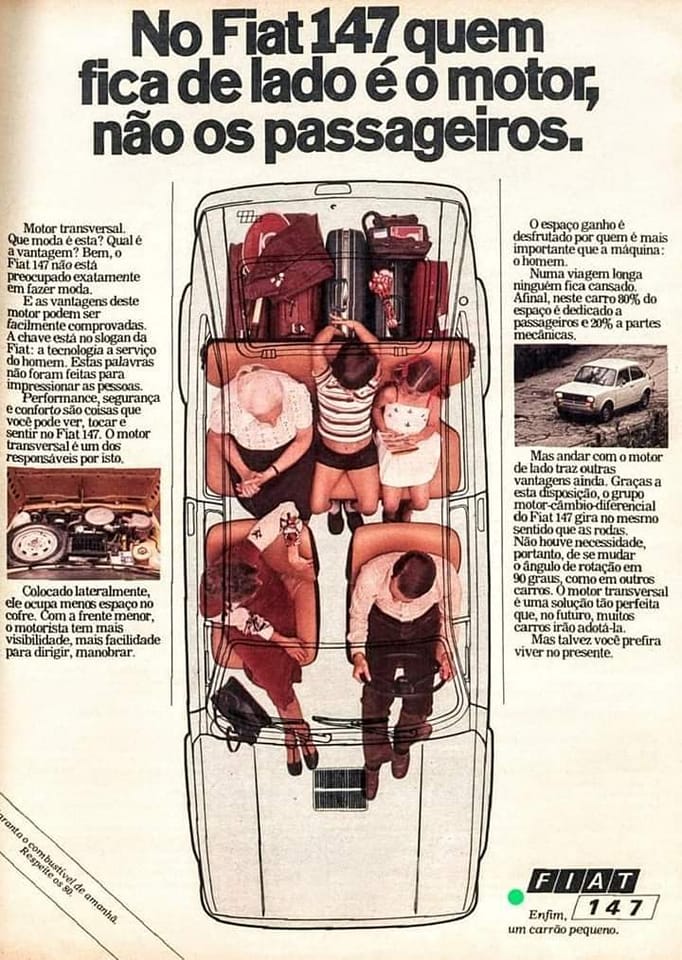 No Fiat 147 quem
fica de lado é o motor,
não os passageiros.
Motor transversal.
Que moda é esta? Qual é
a vantagem? Bem, o
Fiat 147 não está
preocupado exatamente
em fazer moda.
E as vantagens deste
motor podem ser
facilmente comprovadas.
A chave está no slogan da
Fiat: a tecnologia a serviço
do homem. Estas palavras
não foram feitas para
impressionar as pessoas.
Performance, segurança
e conforto são coisas que
você pode ver, tocar e
sentir no Fiat 147. O motor
transversal é um dos
responsáveis por isto.
Colocado lateralmente,
ele ocupa menos espaço no
cofre. Com a frente menor,
o motorista tem mais
visibilidade, mais facilidade
para dirigir, manobrar.
O espaço ganho é
desfrutado por quem é mais
importante que a máquina:
o homem.
Numa viagem longa
ninguém fica cansado.
Afinal, neste carro 80% do
espaço é dedicado a
passageiros e 20% a partes
mecânicas.
Mas andar com o motor
de lado traz outras
vantagens ainda. Graças a
esta disposição, o grupo
motor-câmbio-diferencial
do Fiat 147 gira no mesmo
sentido que as rodas.
Não houve necessidade,
portanto, de se mudar
o ângulo de rotação em
90 graus, como em outros
carros. O motor transversal
é uma solução tão perfeita
que, no futuro, muitos
carros irão adotá-la.
Mas talvez você prefira
viver no presente.
aranta o combustível de amanhã.
Respeite os 80.
FIAT
147
Enfim,
um carrão pequeno.